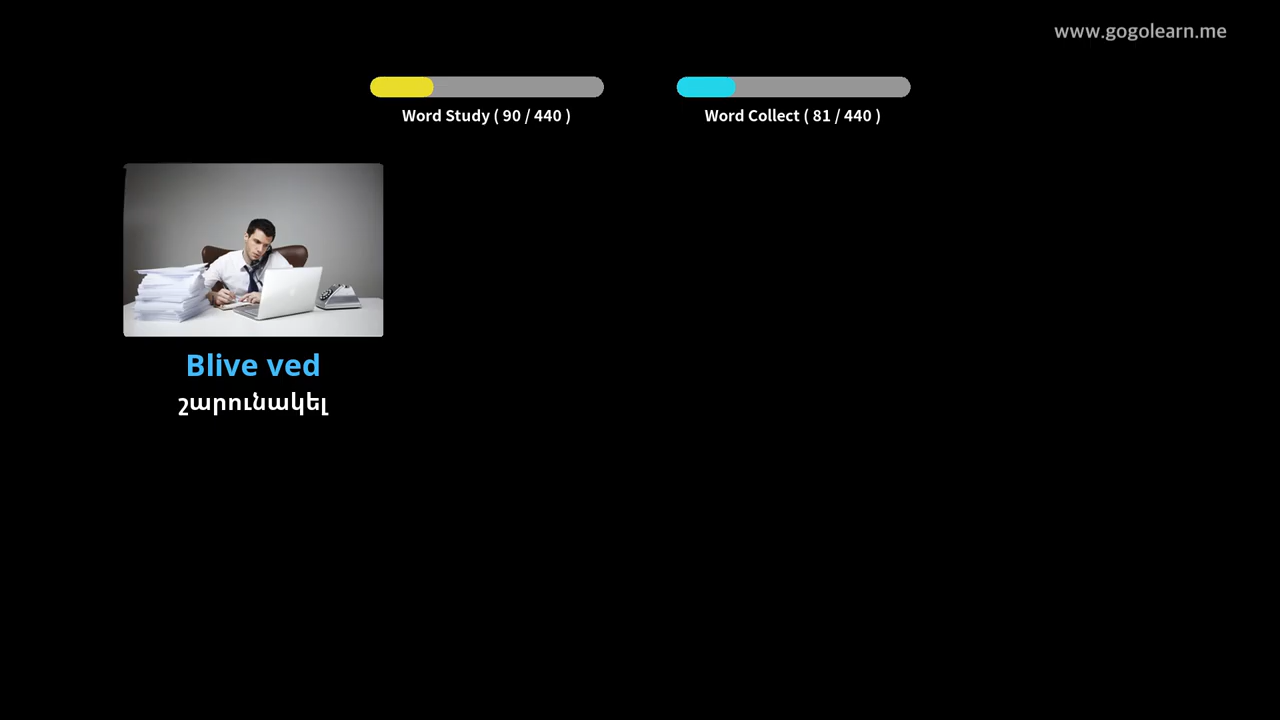 www.gogolearn.me
Word Study ( 90 / 440 )
Word Collect ( 81 / 440 )
Blive ved
շարունակել